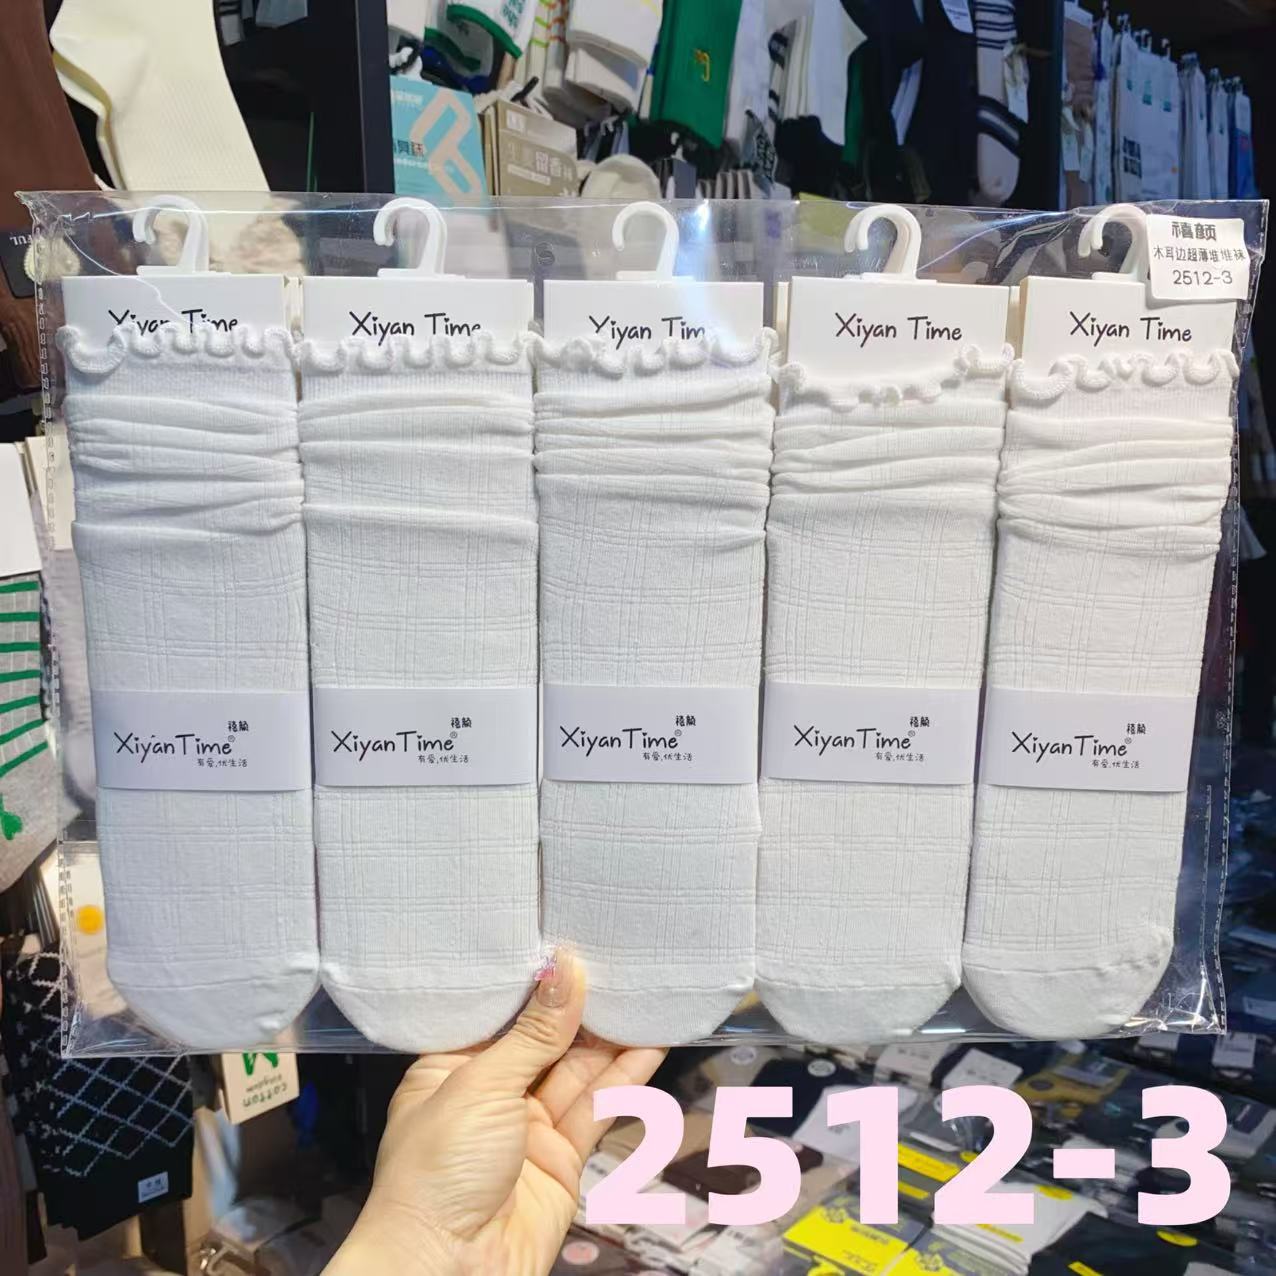 禧颜
木耳边超薄堆堆袜
2512-3
Xiyan Time
Xiyan Time
Yiyan Tim
Xiyan Time
Xiyan Time
XiyanTime® 禧颜
有爱,优生活
XiyanTime® 禧颜
有爱,优生活
XiyanTime® 禧颜
有爱,优生活
XiyanTime® 禧颜
有爱,优生活
XiyanTime® 禧颜
有爱,优生活
cotton
2512-3